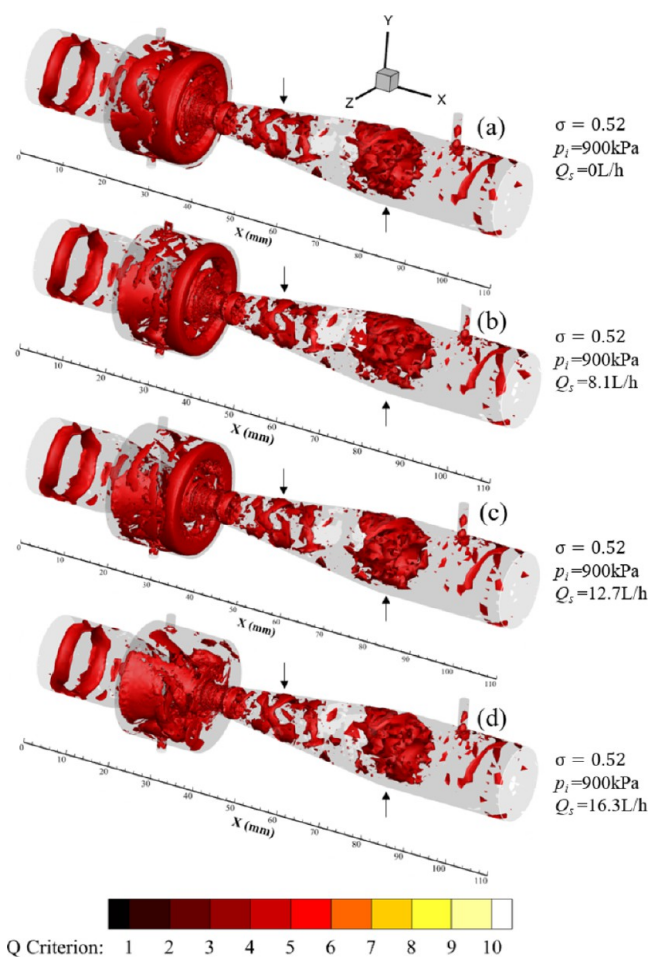 Y
Z X
(a)
σ = 0.52
pᵢ=900kPa
Qₛ=0L/h
0 10 20 30 40 50 60 70 80 90 100 110
X (mm)
(b)
σ = 0.52
pᵢ=900kPa
Qₛ=8.1L/h
0 10 20 30 40 50 60 70 80 90 100 110
X (mm)
(c)
σ = 0.52
pᵢ=900kPa
Qₛ=12.7L/h
0 10 20 30 40 50 60 70 80 90 100 110
X (mm)
(d)
σ = 0.52
pᵢ=900kPa
Qₛ=16.3L/h
0 10 20 30 40 50 60 70 80 90 100 110
X (mm)
Q Criterion: 1 2 3 4 5 6 7 8 9 10